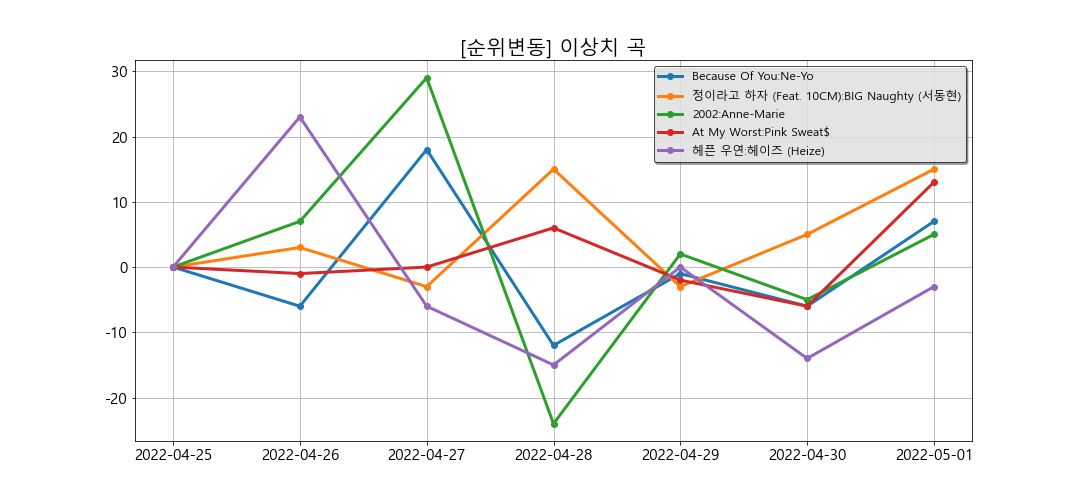 [순위변동] 이상치 곡
Because Of You:Ne-Yo
정이라고 하자 (Feat. 10CM):BIG Naughty (서동현)
2002:Anne-Marie
At My Worst:Pink Sweat$
헤픈 우연:헤이즈 (Heize)
30
20
10
0
-10
-20
2022-04-25 2022-04-26 2022-04-27 2022-04-28 2022-04-29 2022-04-30 2022-05-01